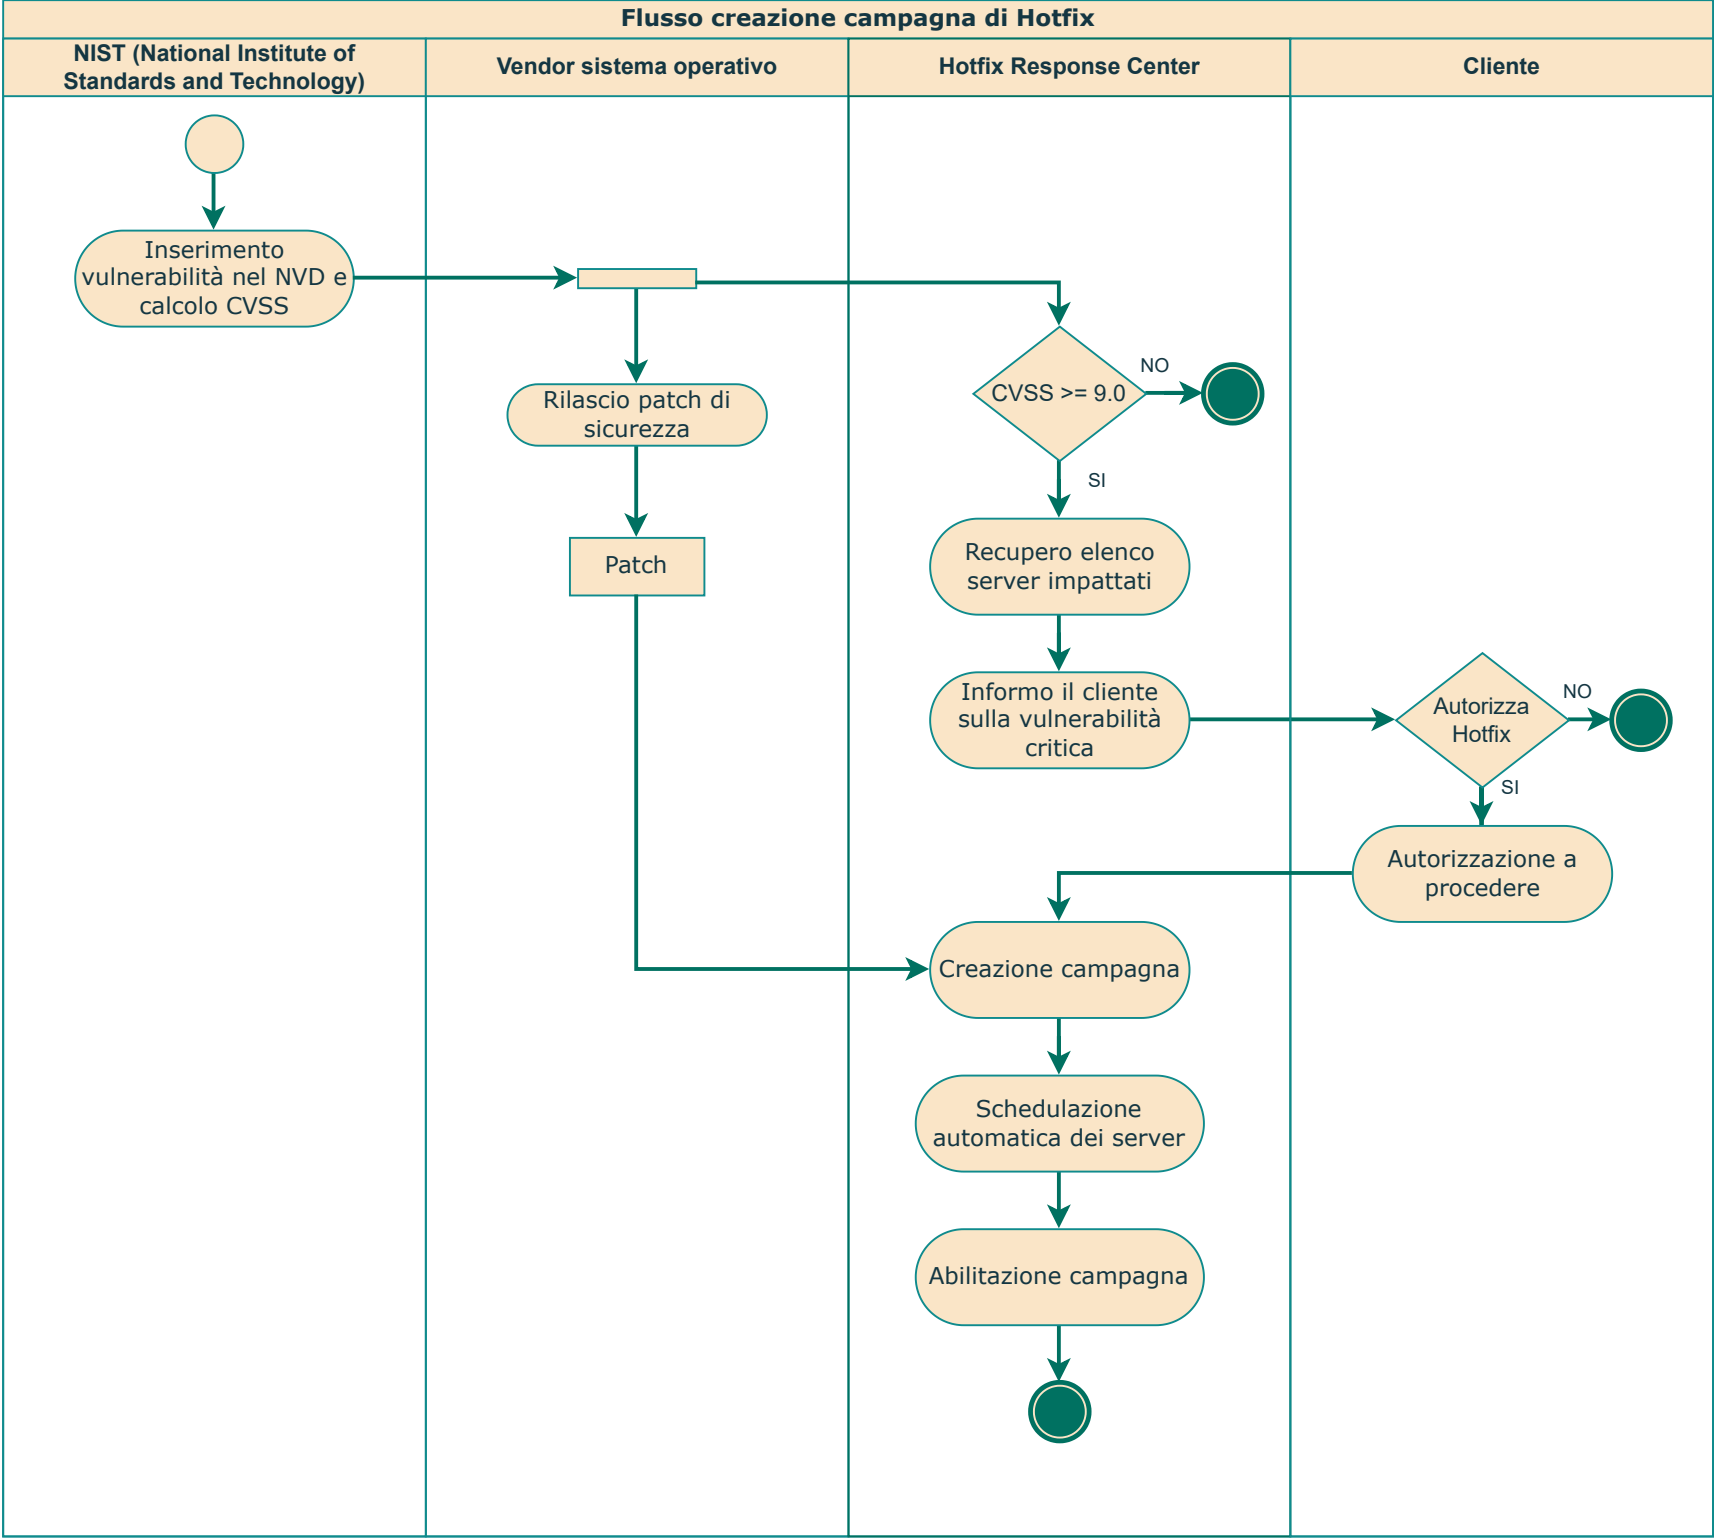 Flusso creazione campagna di Hotfix
NIST (National Institute of
Standards and Technology)
Vendor sistema operativo
Hotfix Response Center
Cliente
Inserimento
vulnerabilità nel NVD e
calcolo CVSS
Rilascio patch di
sicurezza
Patch
CVSS >= 9.0
NO
SI
Recupero elenco
server impattati
Informo il cliente
sulla vulnerabilità
critica
Autorizza
Hotfix
NO
SI
Autorizzazione a
procedere
Creazione campagna
Schedulazione
automatica dei server
Abilitazione campagna